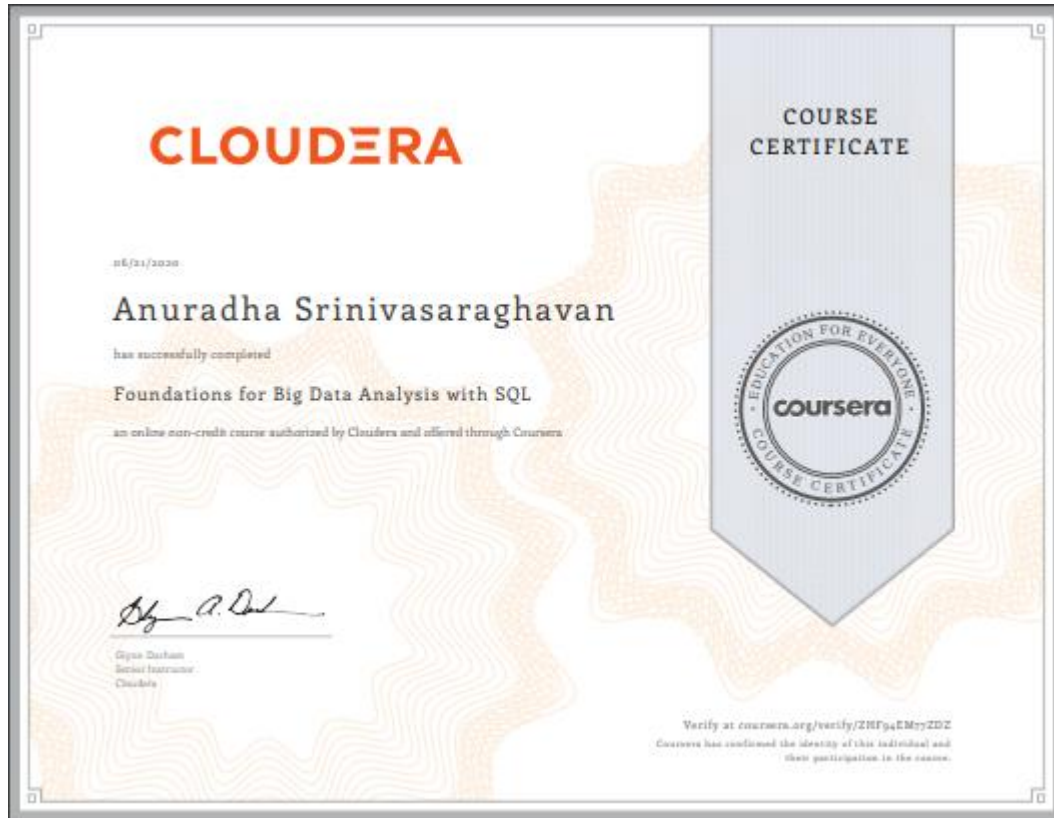 CLOUDERA
COURSE
CERTIFICATE
06/21/2020
Anuradha Srinivasaraghavan
has successfully completed
Foundations for Big Data Analysis with SQL
an online non-credit course authorized by Cloudera and offered through Coursera
EDUCATION FOR EVERYONE
coursera
COURSE CERTIFICATE
Glynn Durham
Senior Instructor
Cloudera
Verify at coursera.org/verify/
Coursera has confirmed the identity of this individual and
their participation in the course.